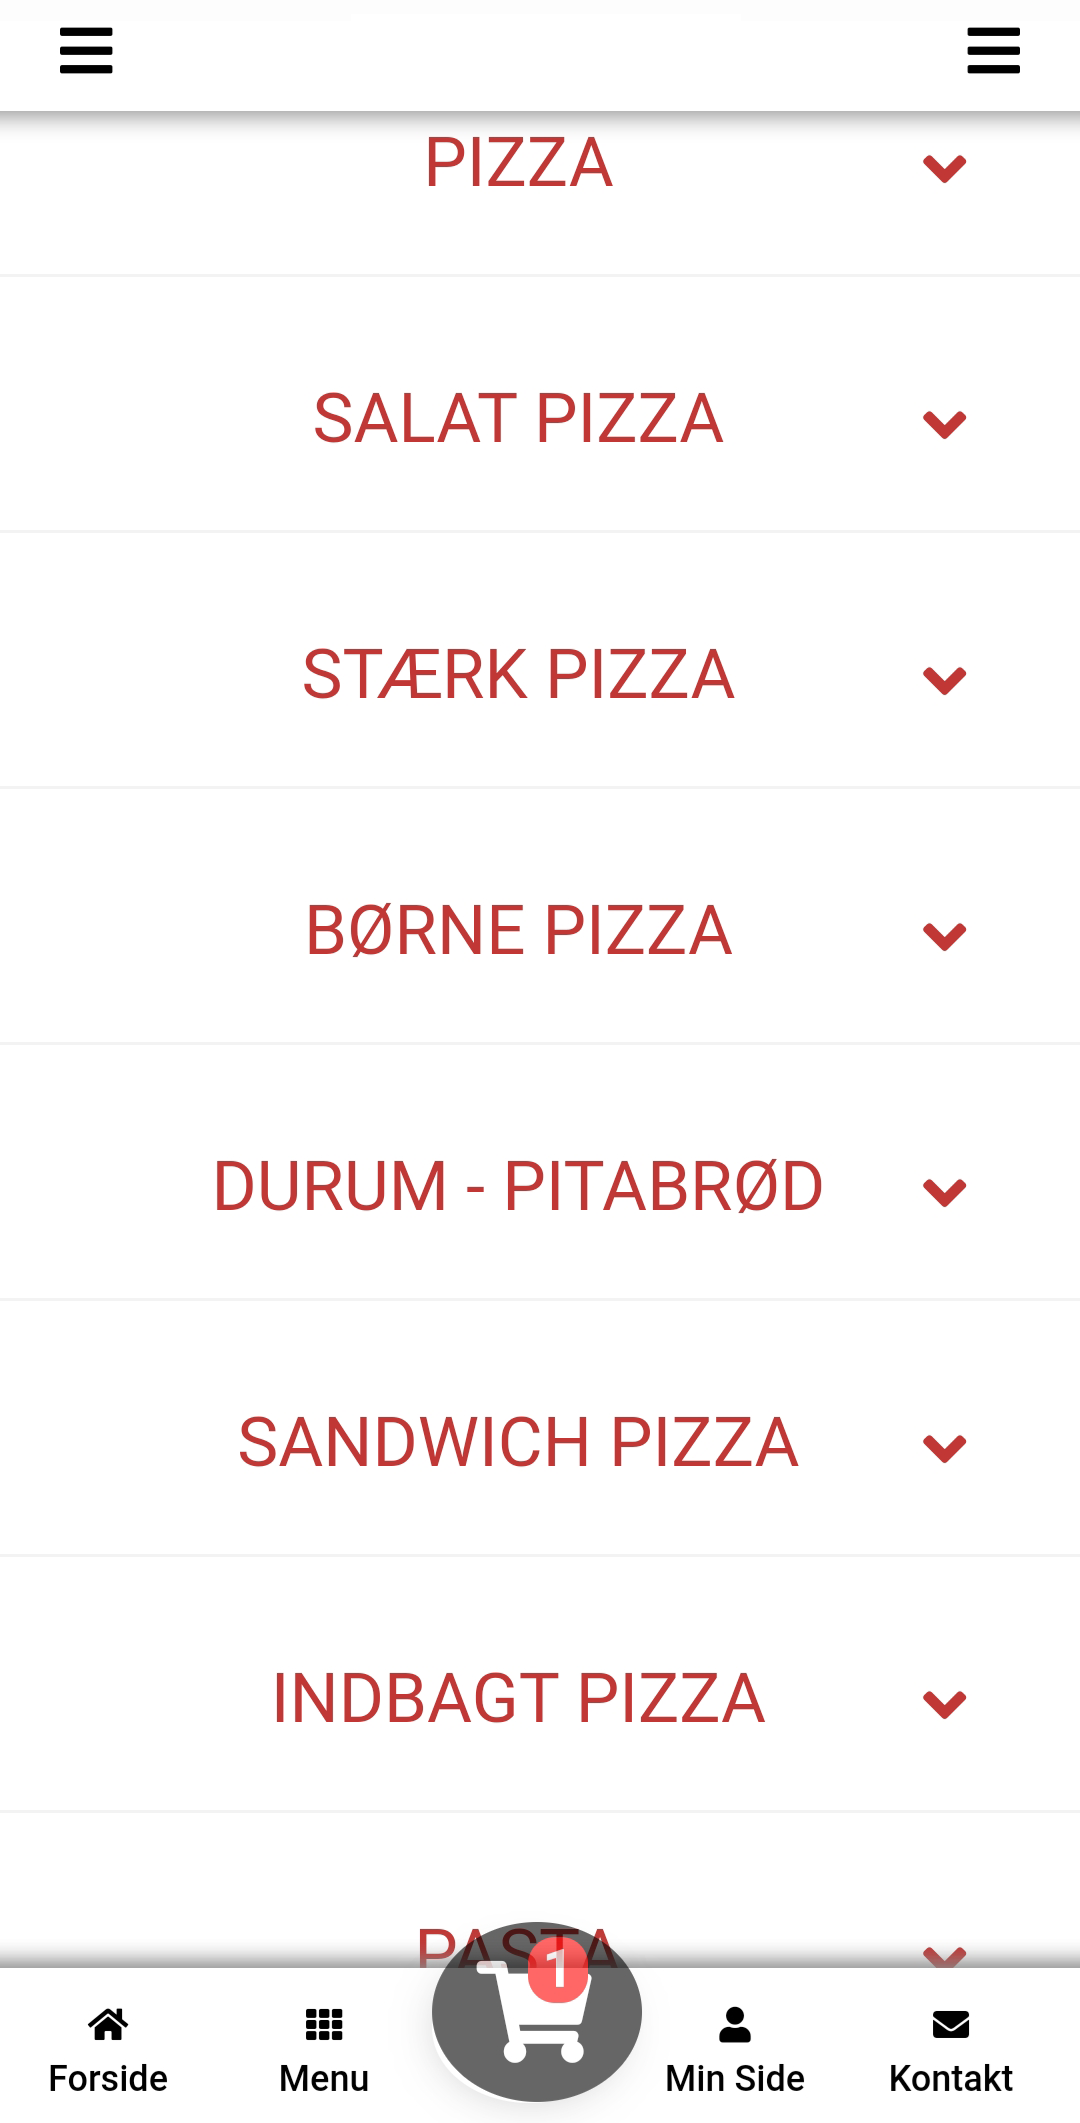 PIZZA
SALAT PIZZA
STÆRK PIZZA
BØRNE PIZZA
DURUM - PITABRØD
SANDWICH PIZZA
INDBAGT PIZZA
PASTA
1
Forside
Menu
Min Side
Kontakt